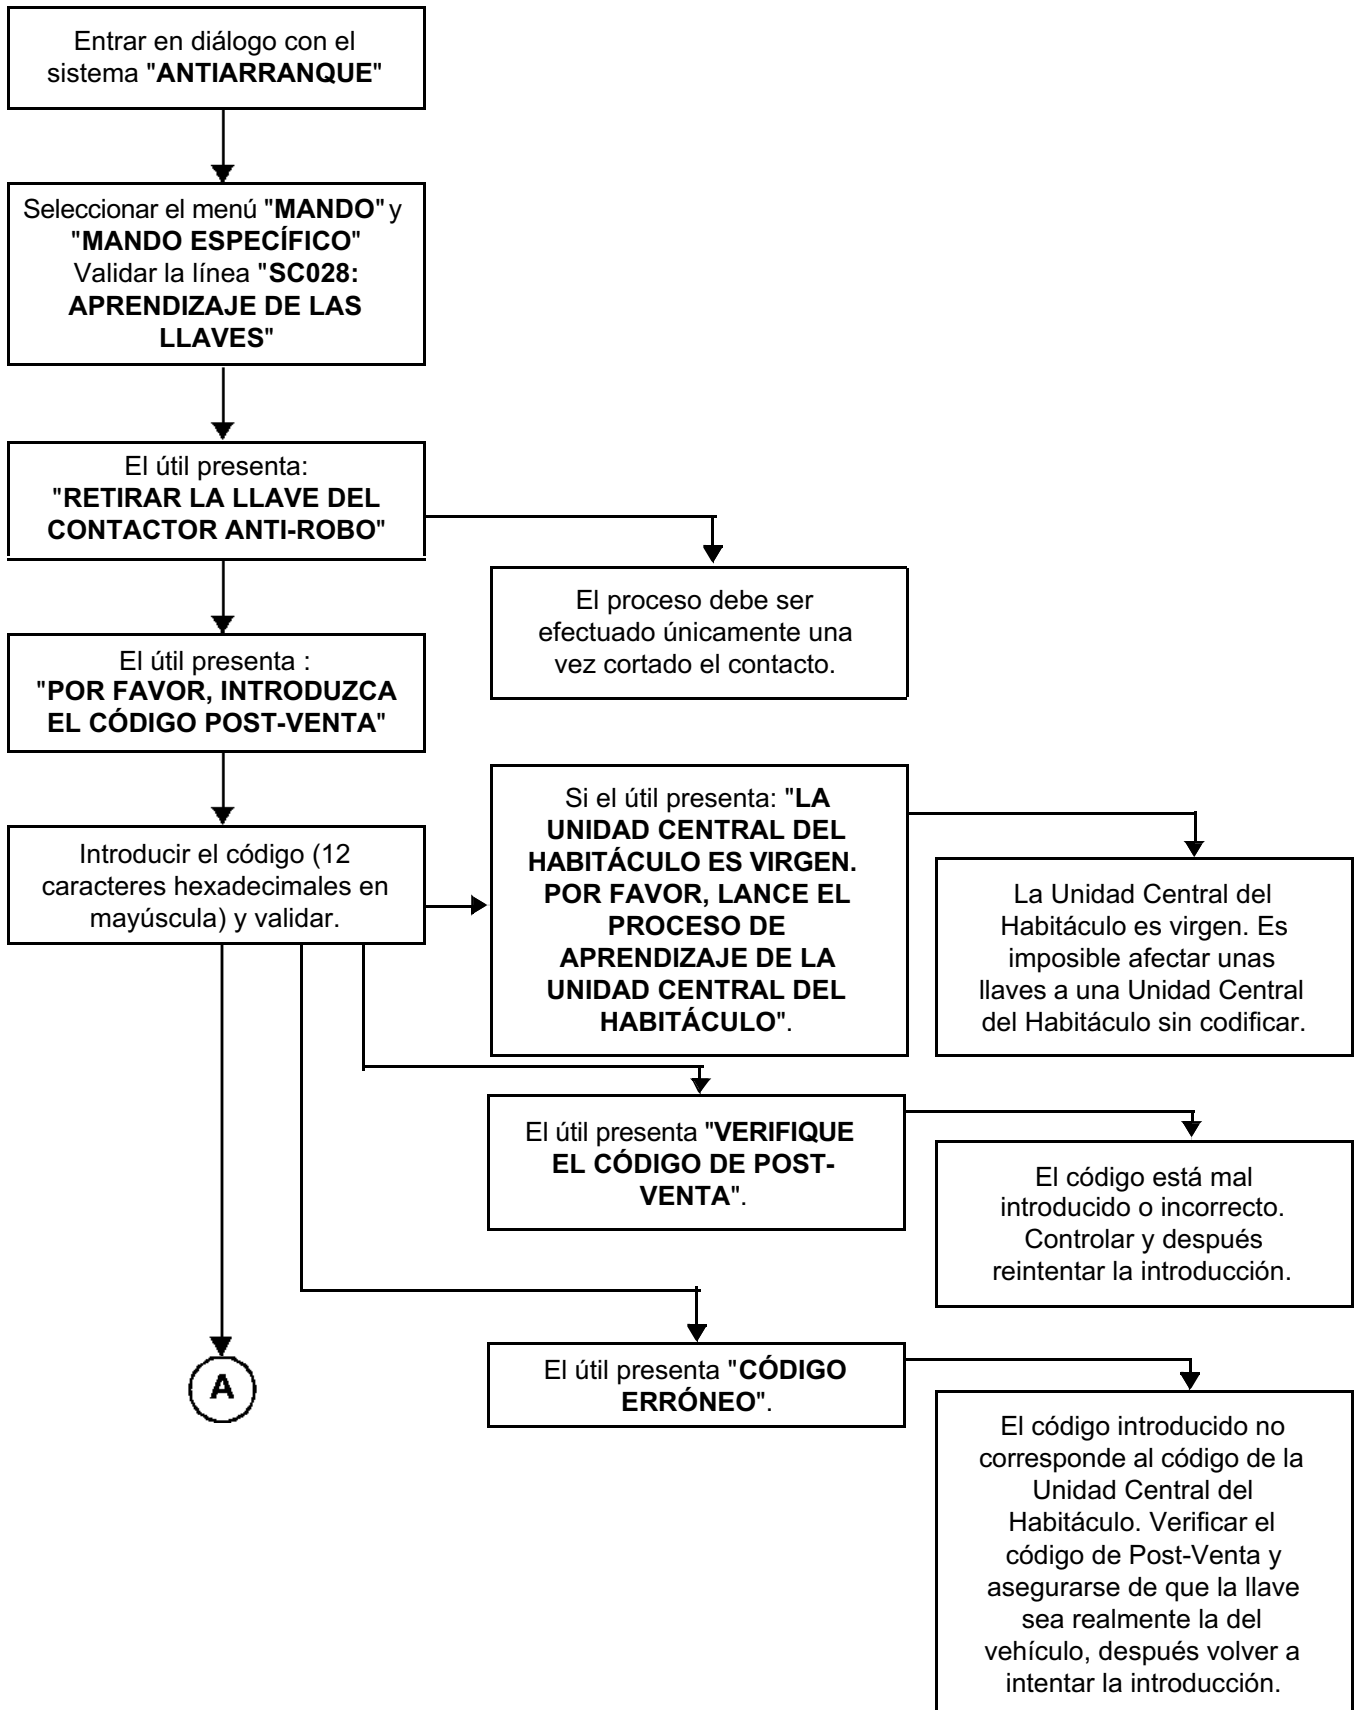 Entrar en diálogo con el
sistema "ANTIARRANQUE"
Seleccionar el menú "MANDO" y
"MANDO ESPECÍFICO"
Validar la línea "SC028:
APRENDIZAJE DE LAS
LLAVES"
El útil presenta:
"RETIRAR LA LLAVE DEL
CONTACTOR ANTI-ROBO"
El proceso debe ser
efectuado únicamente una
vez cortado el contacto.
El útil presenta :
"POR FAVOR, INTRODUZCA
EL CÓDIGO POST-VENTA"
Introducir el código (12
caracteres hexadecimales en
mayúscula) y validar.
Si el útil presenta: "LA
UNIDAD CENTRAL DEL
HABITÁCULO ES VIRGEN.
POR FAVOR, LANCE EL
PROCESO DE
APRENDIZAJE DE LA
UNIDAD CENTRAL DEL
HABITÁCULO".
La Unidad Central del
Habitáculo es virgen. Es
imposible afectar unas
llaves a una Unidad Central
del Habitáculo sin codificar.
El útil presenta "VERIFIQUE
EL CÓDIGO DE POST-
VENTA".
El código está mal
introducido o incorrecto.
Controlar y después
reintentar la introducción.
El útil presenta "CÓDIGO
ERRÓNEO".
El código introducido no
corresponde al código de la
Unidad Central del
Habitáculo. Verificar el
código de Post-Venta y
asegurarse de que la llave
sea realmente la del
vehículo, después volver a
intentar la introducción.
A